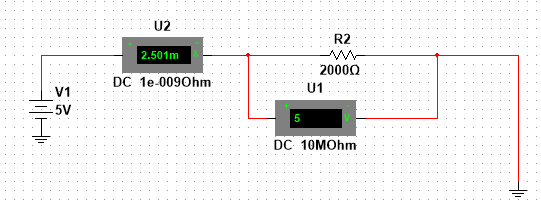 U2
2.501m
A
DC 1e-009Ohm
R2
2000Ω
V1
5V
U1
5
V
DC 10MOhm